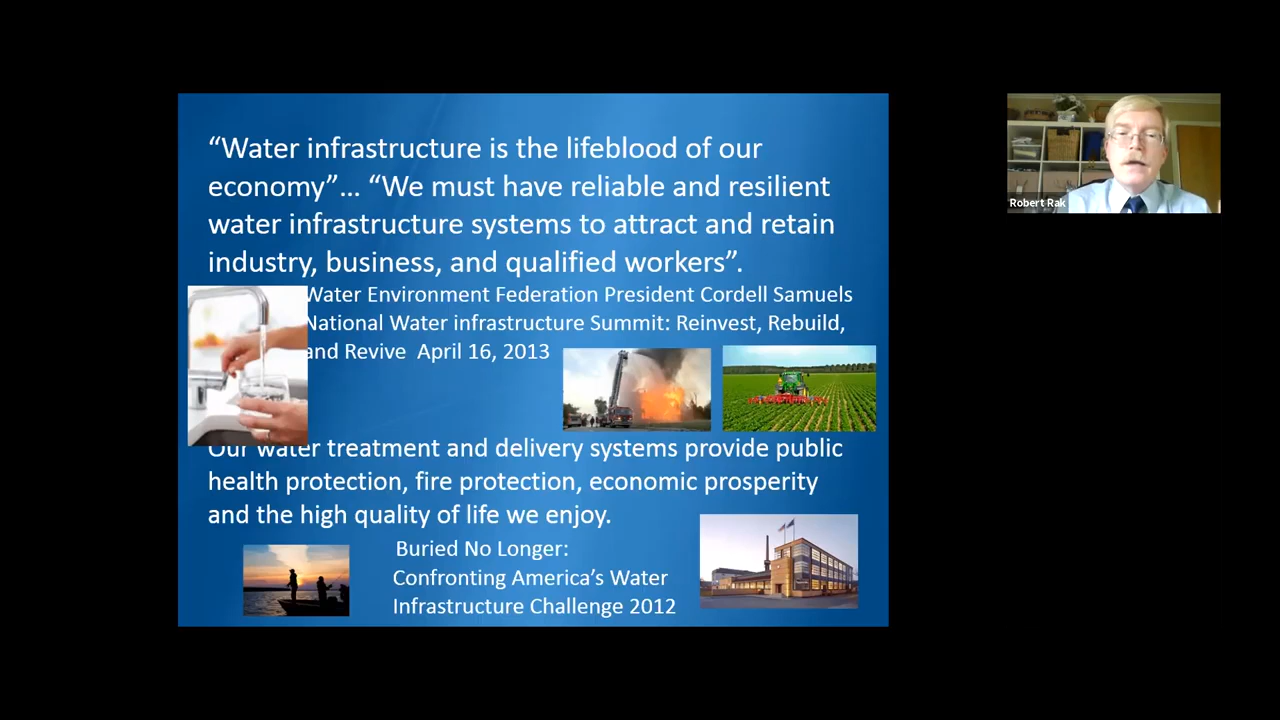 “Water infrastructure is the lifeblood of our
economy”... “We must have reliable and resilient
water infrastructure systems to attract and retain
industry, business, and qualified workers”.
Water Environment Federation President Cordell Samuels
National Water infrastructure Summit: Reinvest, Rebuild,
and Revive April 16, 2013
Our water treatment and delivery systems provide public
health protection, fire protection, economic prosperity
and the high quality of life we enjoy.
Buried No Longer:
Confronting America’s Water
Infrastructure Challenge 2012
Robert Rak